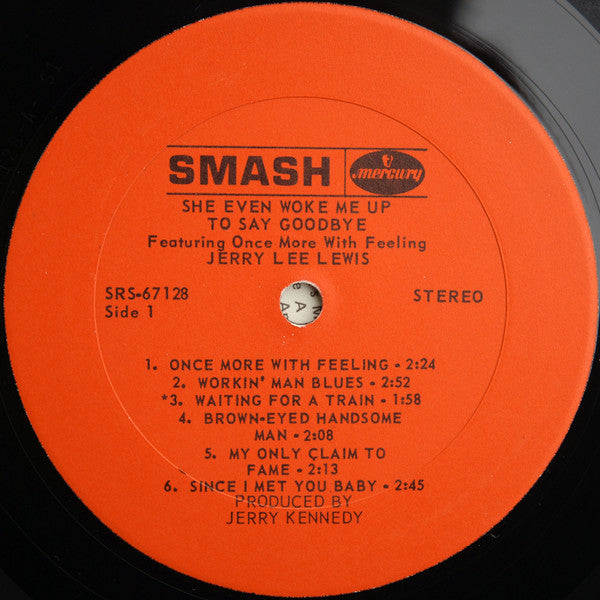 SMASH mercury
SHE EVEN WOKE ME UP
TO SAY GOODBYE
Featuring Once More With Feeling
JERRY LEE LEWIS
SRS-67128 STEREO
Side 1
1. ONCE MORE WITH FEELING - 2:24
2. WORKIN' MAN BLUES - 2:52
*3. WAITING FOR A TRAIN - 1:58
4. BROWN-EYED HANDSOME
MAN - 2:08
5. MY ONLY CLAIM TO
FAME - 2:13
6. SINCE I MET YOU BABY - 2:45
PRODUCED BY
JERRY KENNEDY